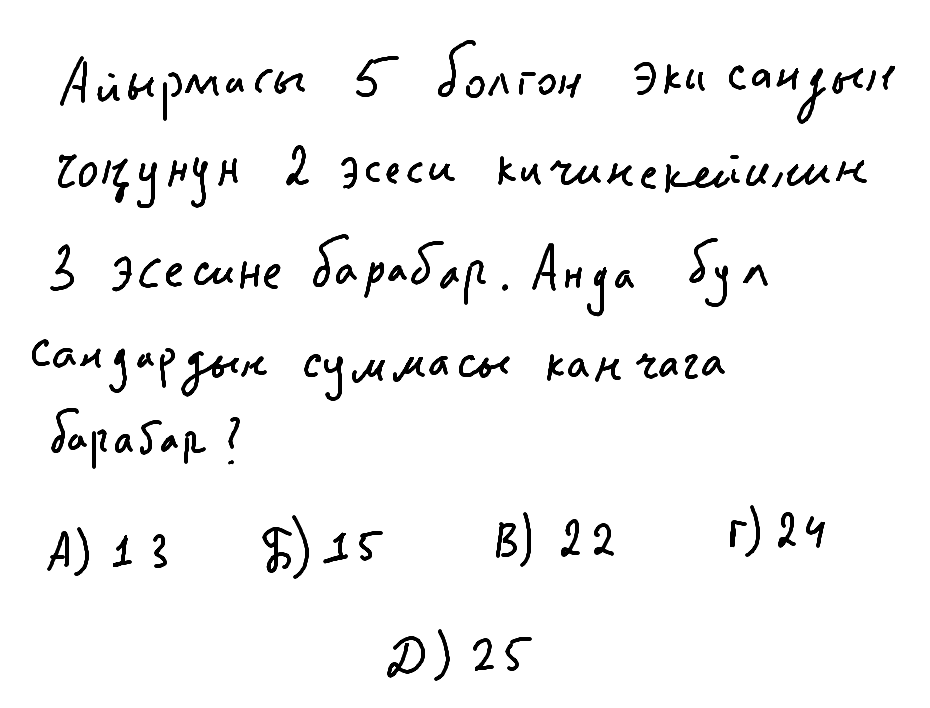 Айырмасы 5 болгон эки сандын
чоңунун 2 эсеси кичинекейинин
3 эсесине барабар. Анда бул
сандардын суммасы канчага
барабар?
А) 13 Б) 15 В) 22 Г) 24
Д) 25